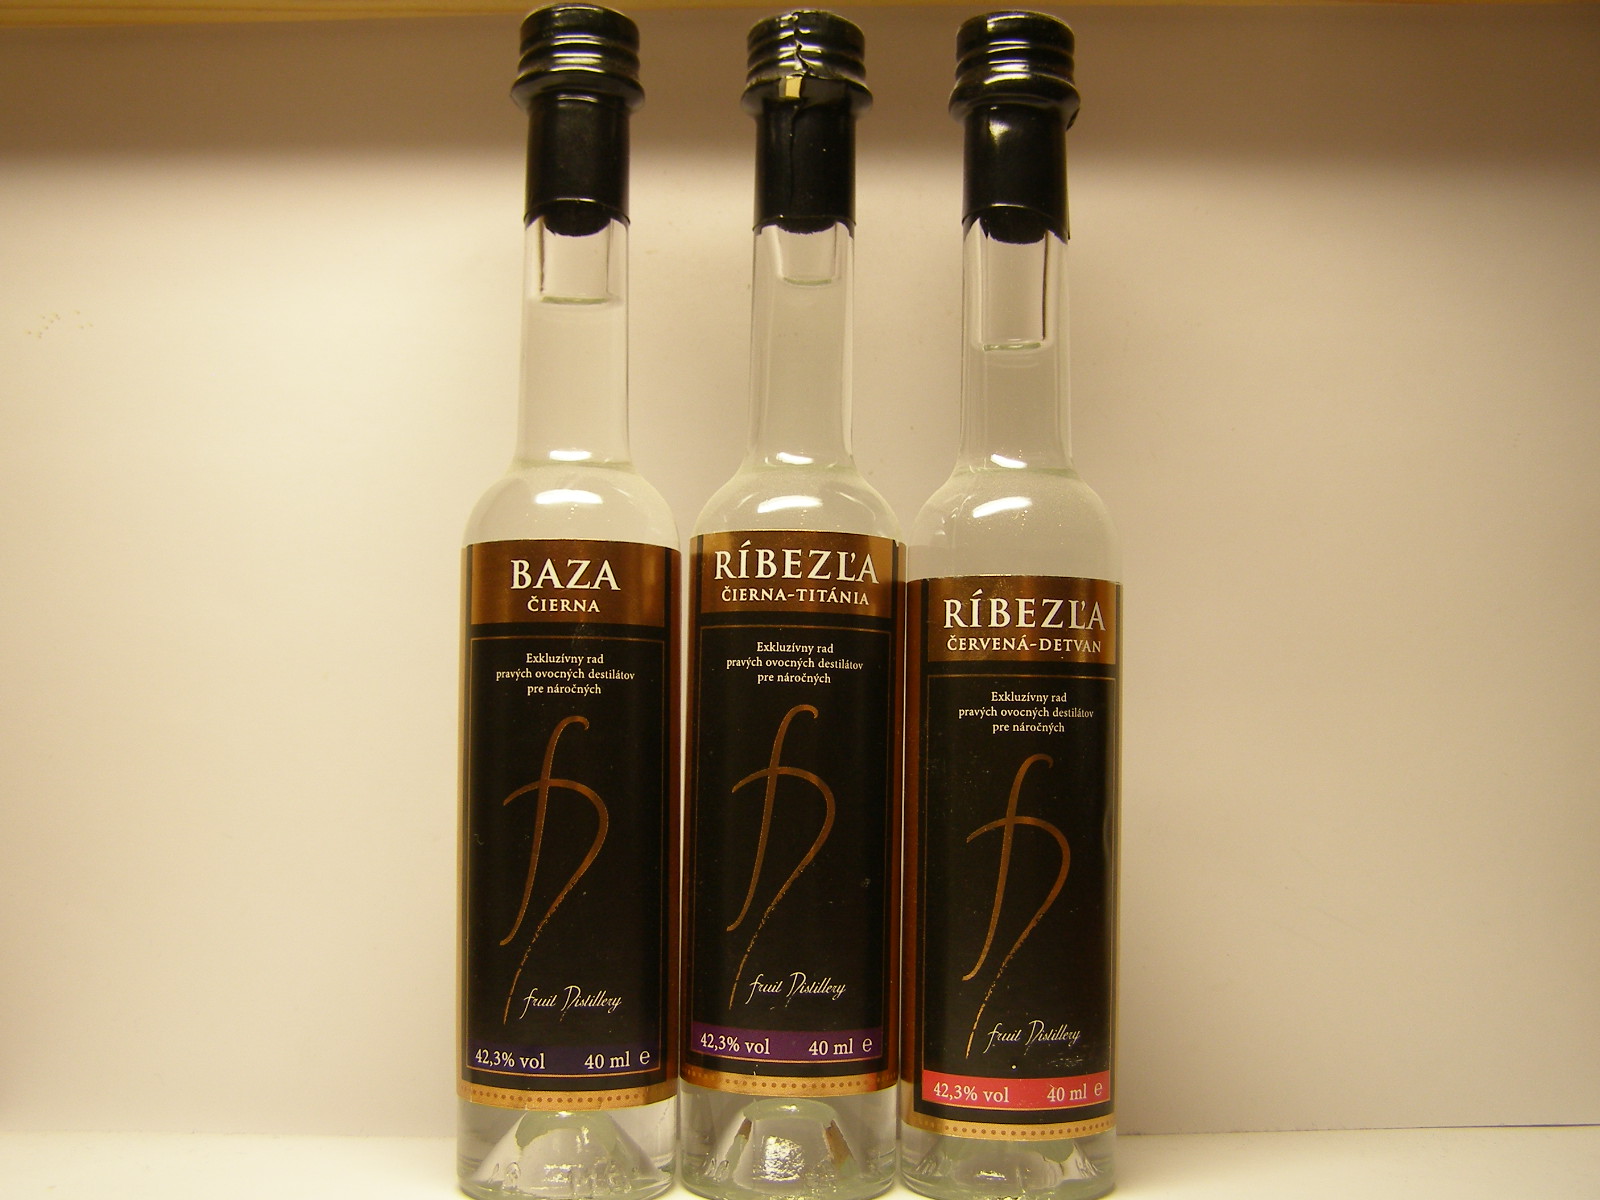 BAZA
ČIERNA
Exkluzívny rad
pravých ovocných destilátov
pre náročných
fruit Distillery
42,3% vol 40 ml e
RÍBEZĽA
ČIERNA-TITÁNIA
Exkluzívny rad
pravých ovocných destilátov
pre náročných
fruit Distillery
42,3% vol 40 ml e
RÍBEZĽA
ČERVENÁ-DETVAN
Exkluzívny rad
pravých ovocných destilátov
pre náročných
fruit Distillery
42,3% vol 40 ml e